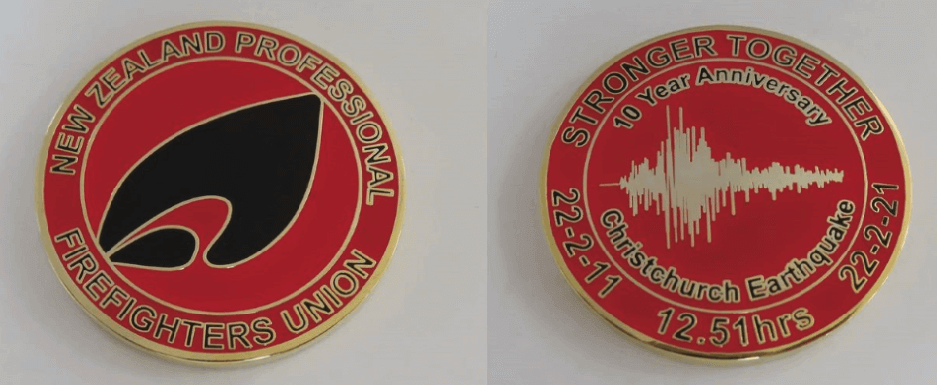 NEW ZEALAND PROFESSIONAL
FIREFIGHTERS UNION
STRONGER TOGETHER
10 Year Anniversary
Christchurch Earthquake
22-2-11
12.51hrs
22-2-21